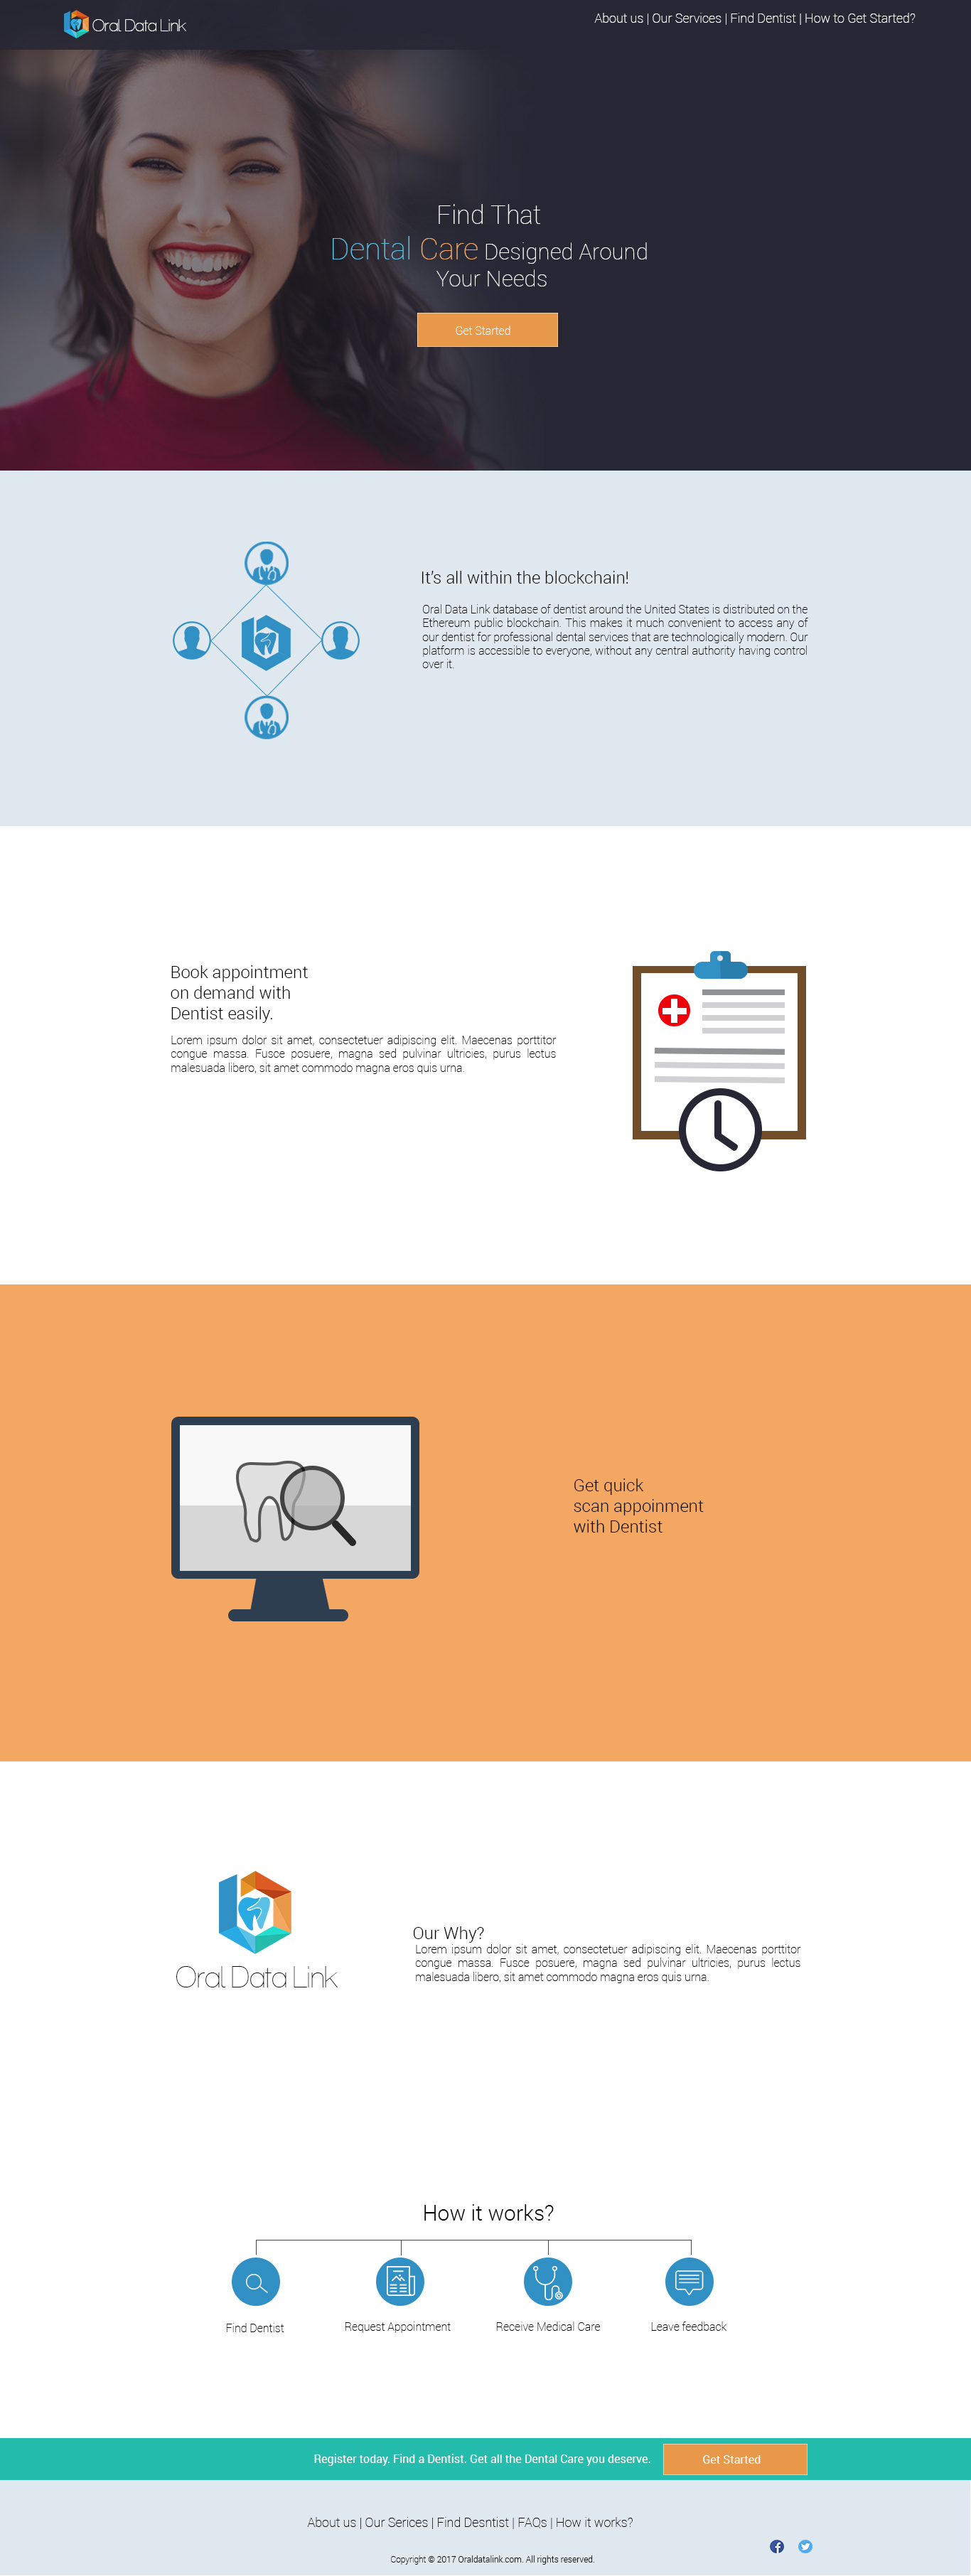 Oral Data Link
About us | Our Services | Find Dentist | How to Get Started?
Find That
Dental Care Designed Around
Your Needs
Get Started
It's all within the blockchain!
Oral Data Link database of dentist around the United States is distributed on the
Ethereum public blockchain. This makes it much convenient to access any of
our dentist for professional dental services that are technologically modern. Our
platform is accessible to everyone, without any central authority having control
over it.
Book appointment
on demand with
Dentist easily.
Lorem ipsum dolor sit amet, consectetuer adipiscing elit. Maecenas porttitor
congue massa. Fusce posuere, magna sed pulvinar ultricies, purus lectus
malesuada libero, sit amet commodo magna eros quis urna.
Get quick
scan appoinment
with Dentist
Oral Data Link
Our Why?
Lorem ipsum dolor sit amet, consectetuer adipiscing elit. Maecenas porttitor
congue massa. Fusce posuere, magna sed pulvinar ultricies, purus lectus
malesuada libero, sit amet commodo magna eros quis urna.
How it works?
Find Dentist
Request Appointment
Receive Medical Care
Leave feedback
Register today. Find a Dentist. Get all the Dental Care you deserve.
Get Started
About us | Our Serices | Find Desntist | FAQs | How it works?
Copyright © 2017 Oraldatalink.com. All rights reserved.